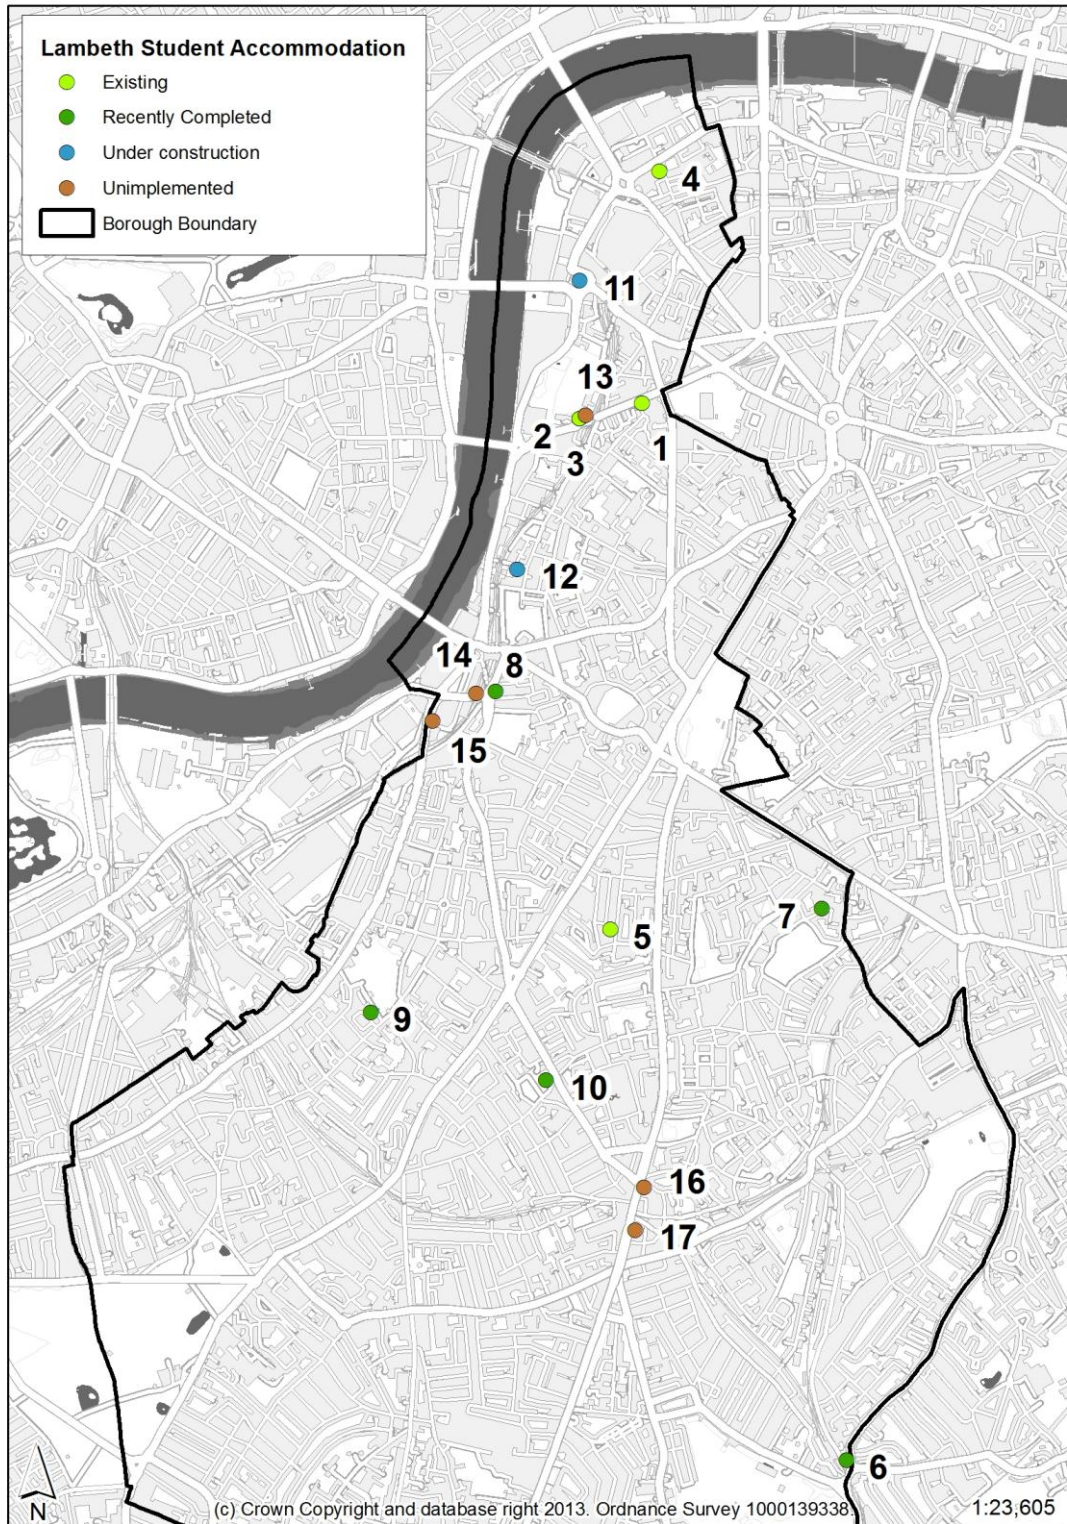 Lambeth Student Accommodation
Existing
Recently Completed
Under construction
Unimplemented
Borough Boundary
4
11
13
2
3
1
12
14
8
15
7
5
9
10
16
17
6
N
(c) Crown Copyright and database right 2013. Ordnance Survey 1000139338.
1:23,605